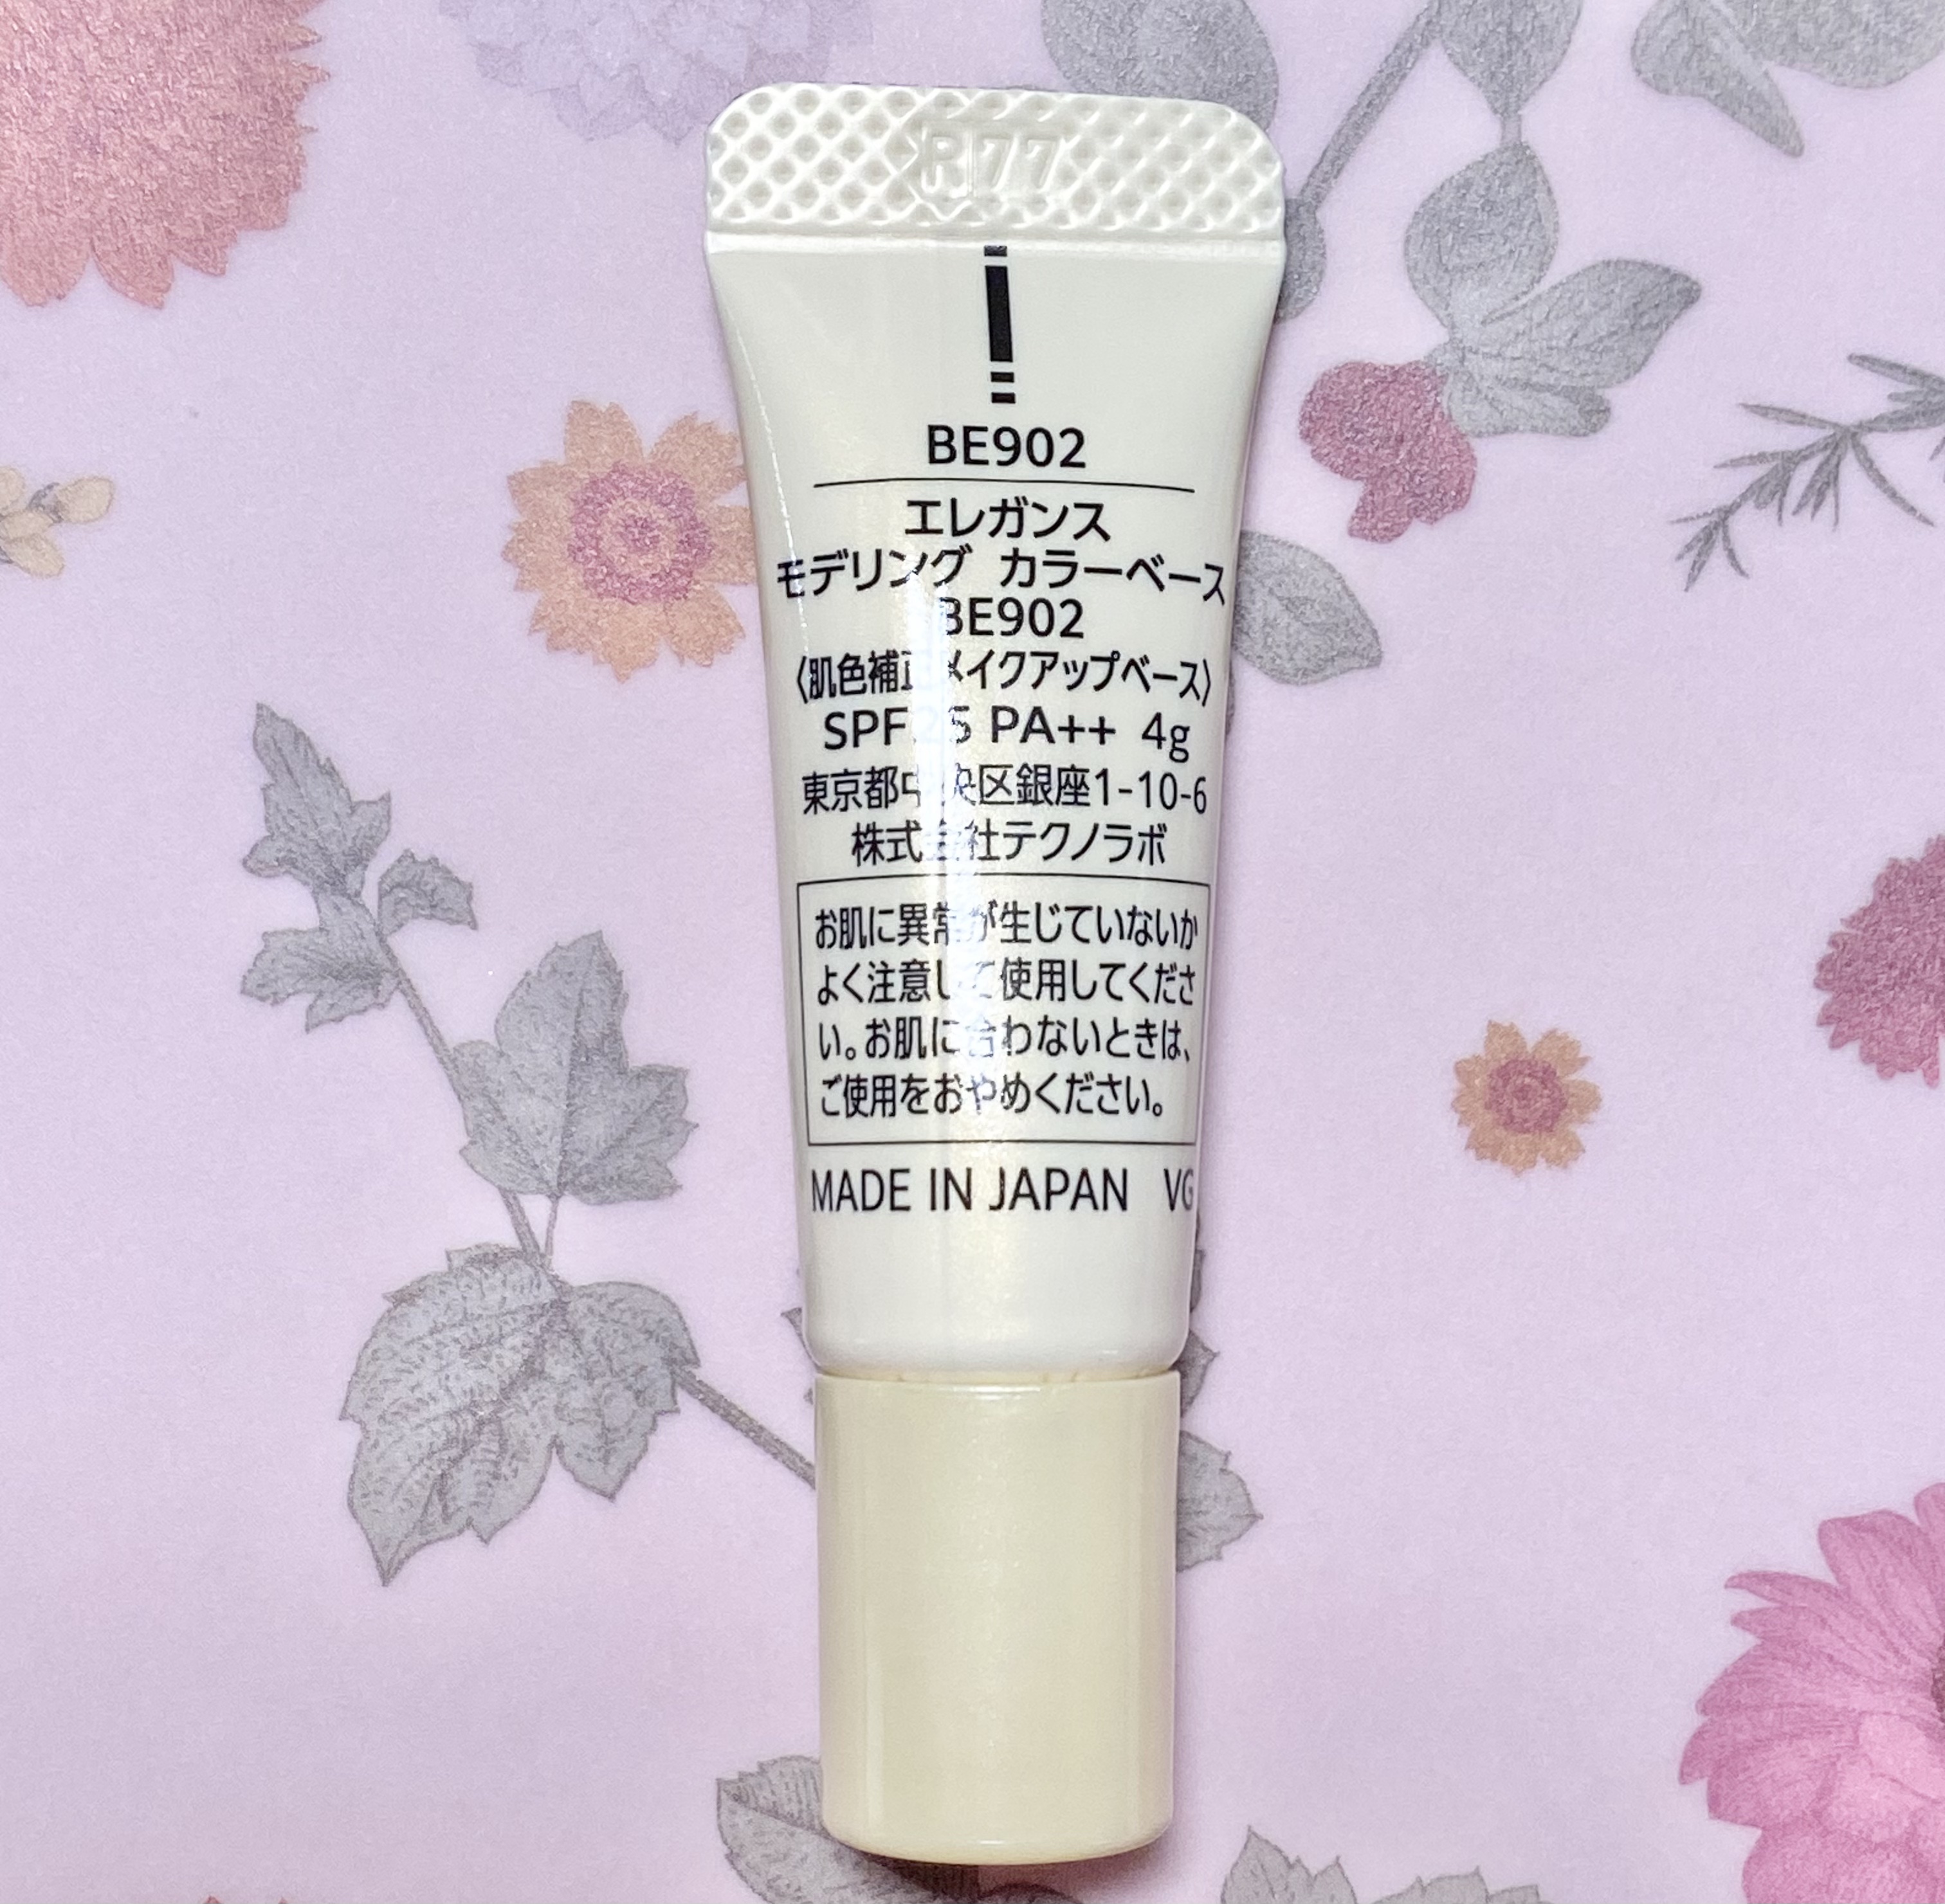 BE902
エレガンス
モデリング カラーベース
BE902
〈肌色補正メイクアップベース〉
SPF25 PA++ 4g
東京都中央区銀座1-10-6
株式会社テクノラボ
お肌に異常が生じていないか
よく注意してご使用してくださ
い。お肌に合わないときは、
ご使用をおやめください。
MADE IN JAPAN VG